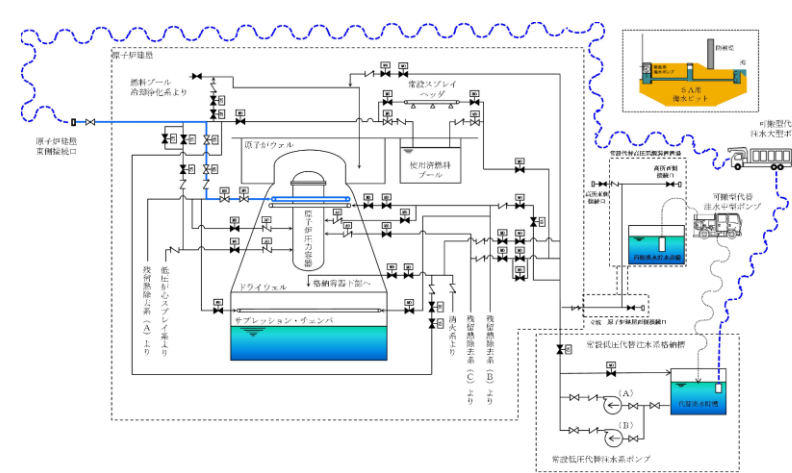 原子炉建屋
燃料プール
冷却浄化系より
常設スプレイ
ヘッダ
防潮堤
海
SA用
海水ピット
原子炉建屋
東側接続口
原子炉ウェル
使用済燃料
プール
可搬型代
注水大型ポ
高所西側
接続口
可搬型代替
注水中型ポンプ
原子炉圧力容器
格納容器下部へ
ドライウェル
サプレッション・チェンバ
残留熱除去系(A)より
低圧炉心スプレイ系より
消火系より
残留熱除去系(C)より
残留熱除去系(B)より
原子炉建屋西側接続口
常設低圧代替注水系格納槽
代替淡水貯槽
(A)
(B)
常設低圧代替注水系ポンプ